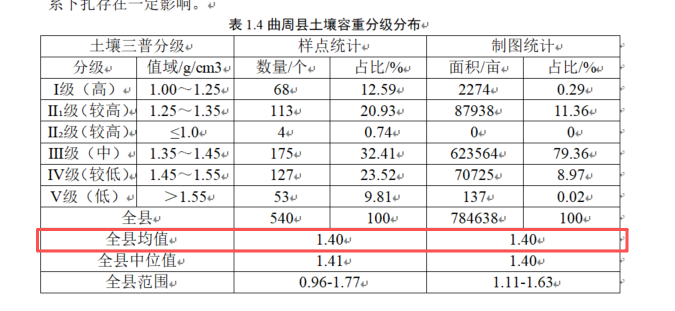 系下扎存在一定影响。
表 1.4 曲周县土壤容重分级分布
土壤三普分级 样点统计 制图统计
分级 值域/g/cm3 数量/个 占比/% 面积/亩 占比/%
I级（高） 1.00～1.25 68 12.59 2274 0.29
II₁级(较高) 1.25～1.35 113 20.93 87938 11.36
II₂级(较高) ≤1.0 4 0.74 0 0
III级（中） 1.35～1.45 175 32.41 623564 79.36
IV级(较低) 1.45～1.55 127 23.52 70725 8.97
V级（低） ＞1.55 53 9.81 137 0.02
全县 540 100 784638 100
全县均值 1.40 1.40
全县中位值 1.41 1.40
全县范围 0.96-1.77 1.11-1.63